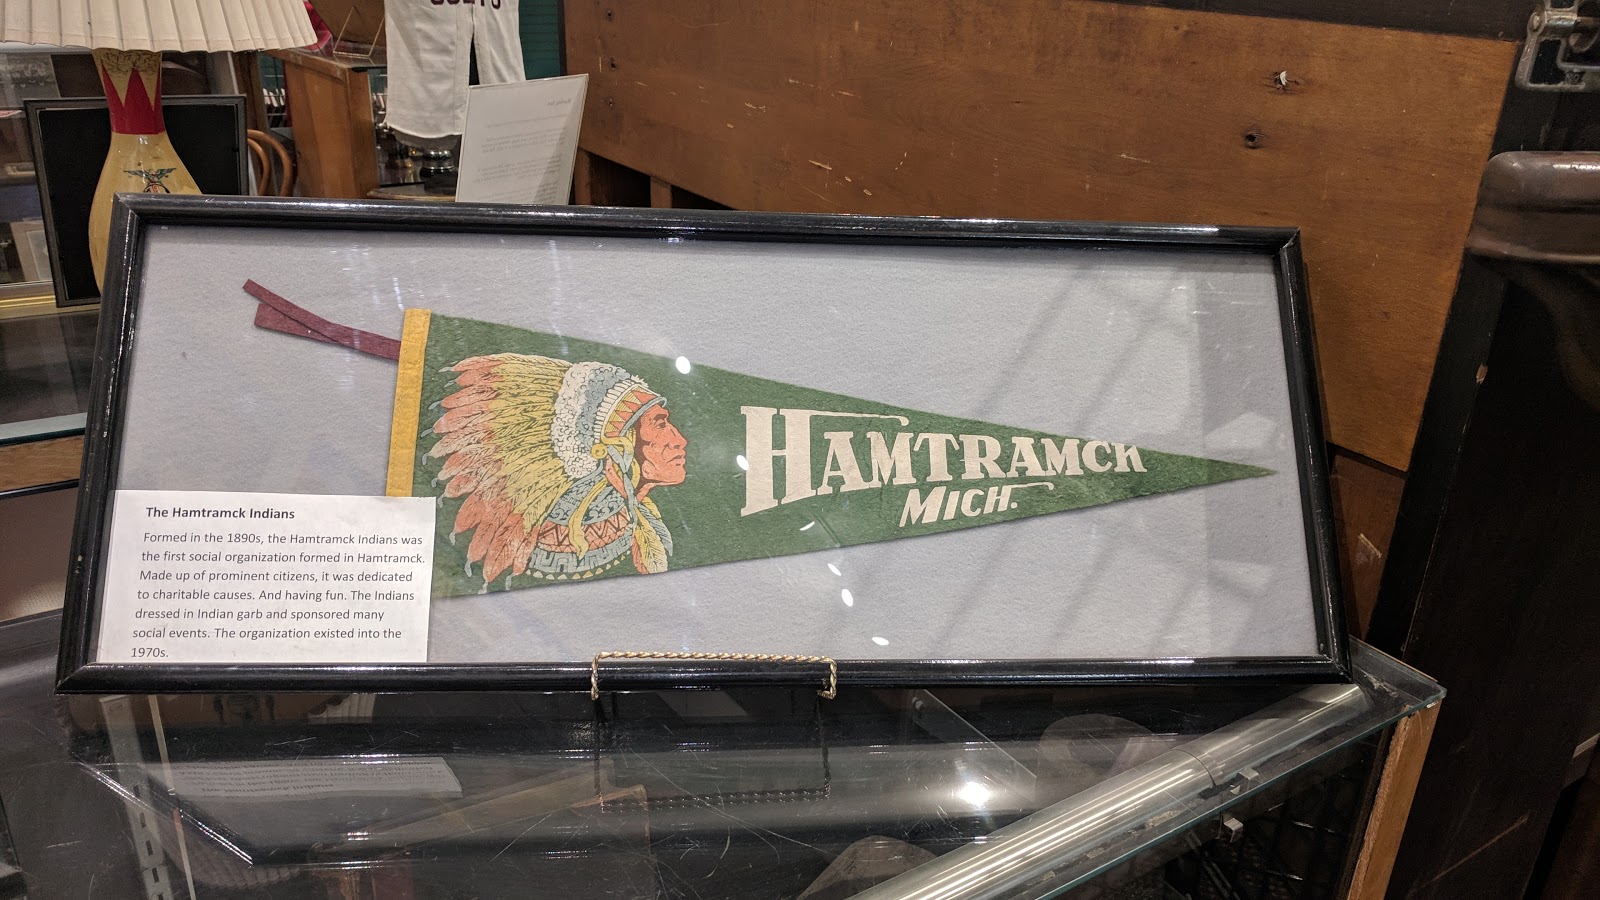 The Hamtramck Indians
Formed in the 1890s, the Hamtramck Indians was
the first social organization formed in Hamtramck.
Made up of prominent citizens, it was dedicated
to charitable causes. And having fun. The Indians
dressed in Indian garb and sponsored many
social events. The organization existed into the
1970s.
HAMTRAMCK
MICH.